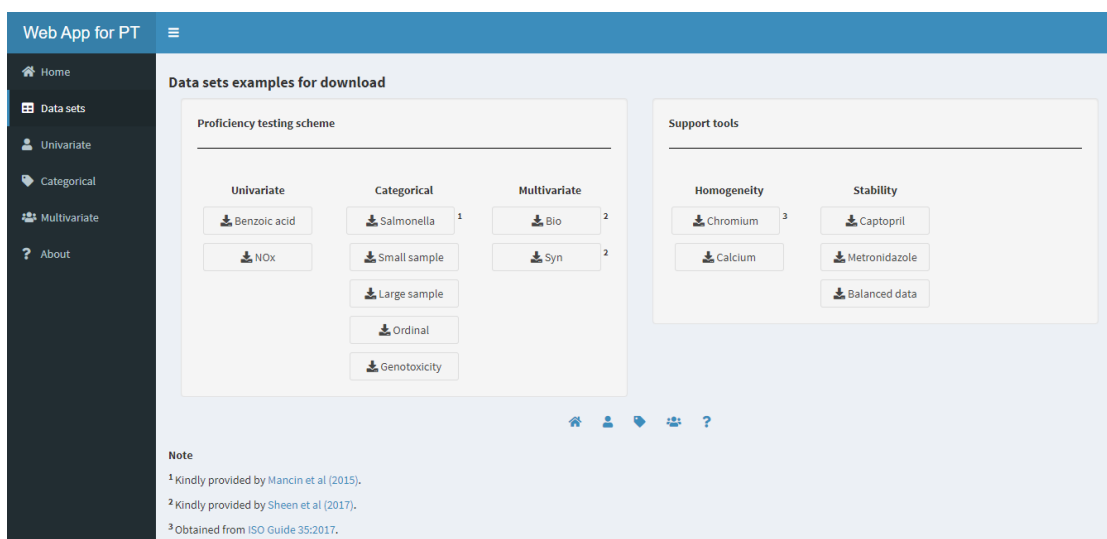 Web App for PT
Home
Data sets
Univariate
Categorical
Multivariate
? About
Data sets examples for download
Proficiency testing scheme
Univariate
Benzoic acid
NOx
Categorical
Salmonella 1
Small sample
Large sample
Ordinal
Genotoxicity
Multivariate
Bio 2
Syn 2
Support tools
Homogeneity
Chromium 3
Calcium
Stability
Captopril
Metronidazole
Balanced data
?
Note
1 Kindly provided by Mancin et al (2015).
2 Kindly provided by Sheen et al (2017).
3 Obtained from ISO Guide 35:2017.